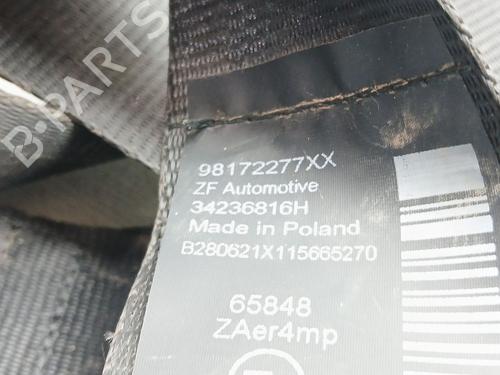 B-PARTS
98172277XX
ZF Automotive
34236816H
Made in Poland
B280621X115665270
65848
ZAer4mp